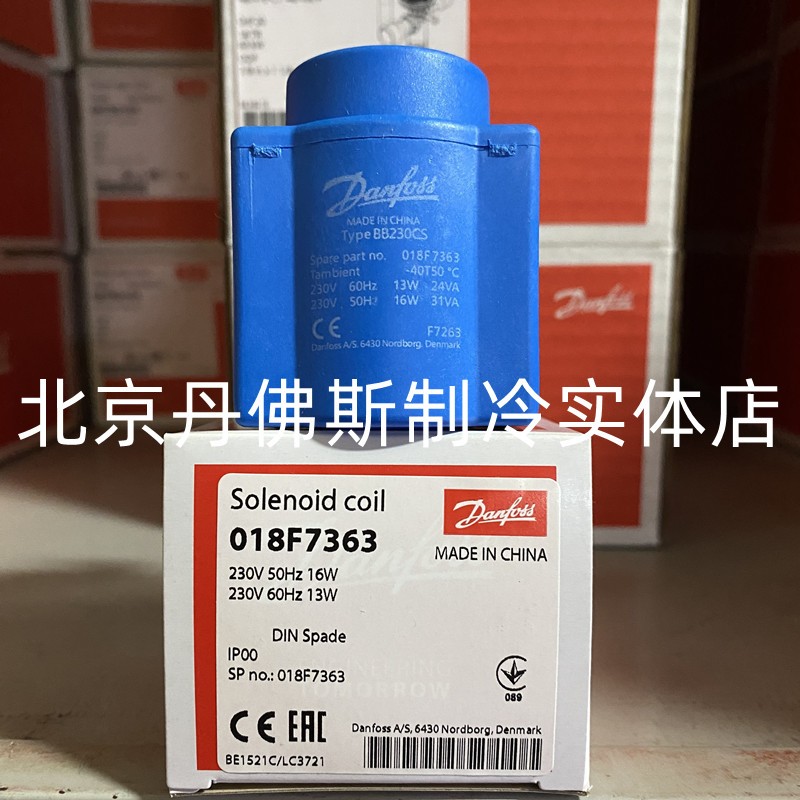 Danfoss
MADE IN CHINA
Type BB230CS
Spare part no. 018F7363
Tambient -40T50 °C
230V 60Hz 13W 24VA
230V 50Hz 16W 31VA
CE F7263
Danfoss A/S, 6430 Nordborg, Denmark
Danfoss
北京丹佛斯制冷实体店
Solenoid coil
018F7363
Danfoss
MADE IN CHINA
230V 50Hz 16W
230V 60Hz 13W
DIN Spade
IP00
SP no.: 018F7363
ENGINEERING
TOMORROW
089
CE EAC
Danfoss A/S, 6430 Nordborg, Denmark
BE1521C/LC3721